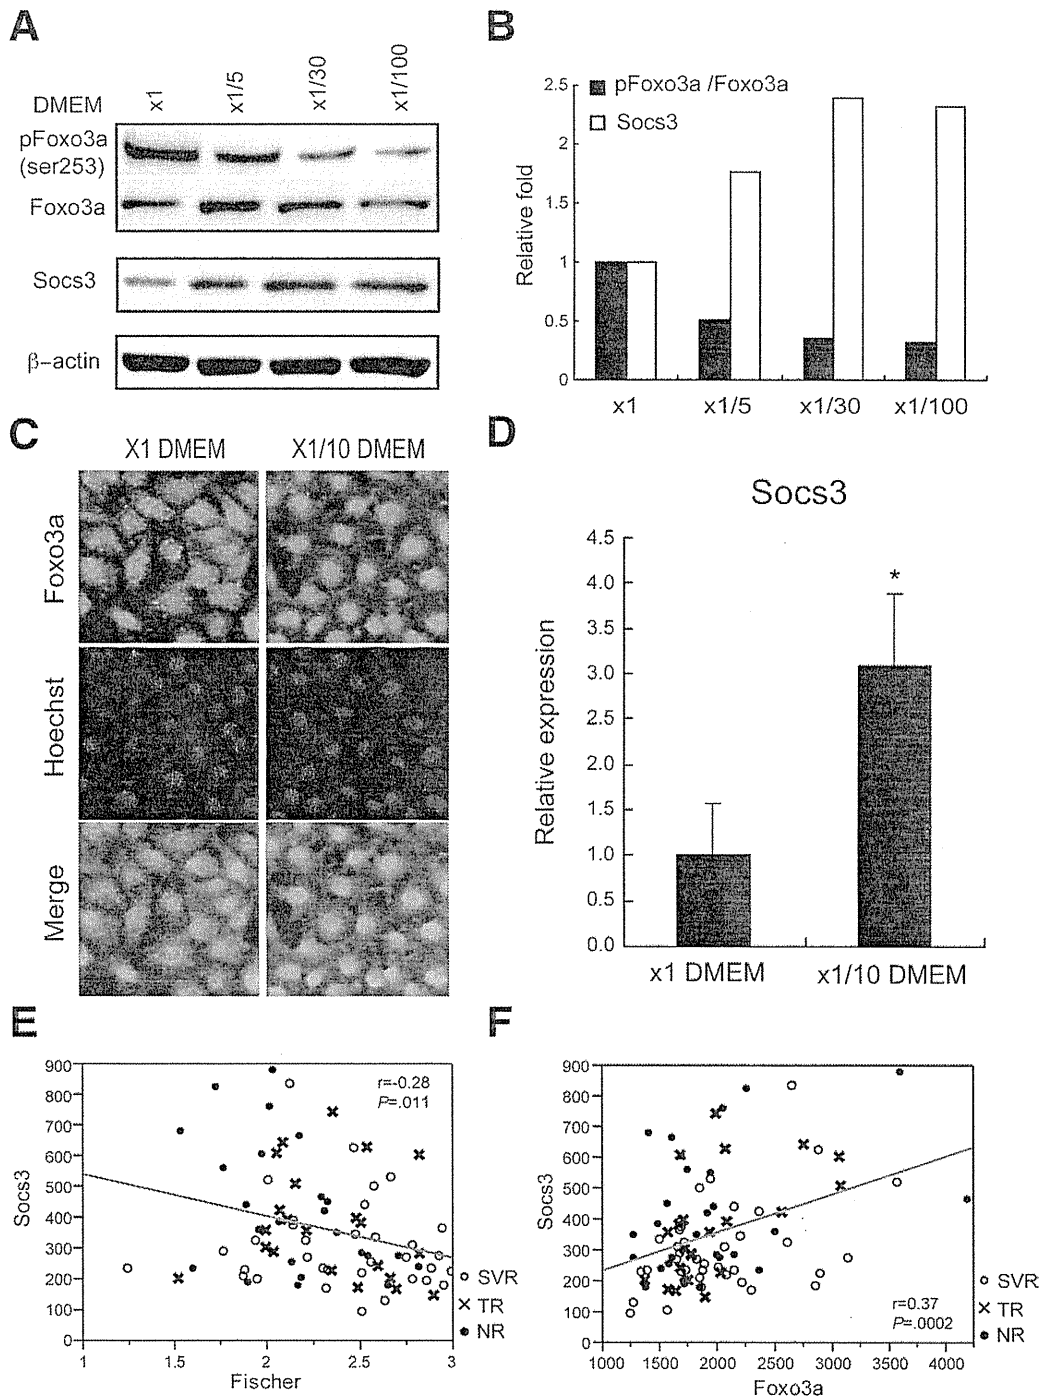 A
DMEM
x1
x1/5
x1/30
x1/100
pFoxo3a
(ser253)
Foxo3a
Socs3
β-actin
B
pFoxo3a /Foxo3a
Socs3
Relative fold
2.5
2
1.5
1
0.5
0
x1
x1/5
x1/30
x1/100
C
X1 DMEM
X1/10 DMEM
Foxo3a
Hoechst
Merge
D
Socs3
Relative expression
4.5
4.0
3.5
3.0
2.5
2.0
1.5
1.0
0.5
0.0
*
x1 DMEM
x1/10 DMEM
E
Socs3
900
800
700
600
500
400
300
200
100
0
r=-0.28
P=.011
1
1.5
2
2.5
3
Fischer
SVR
TR
NR
F
Socs3
900
800
700
600
500
400
300
200
100
0
r=0.37
P=.0002
1000
1500
2000
2500
3000
3500
4000
Foxo3a
SVR
TR
NR